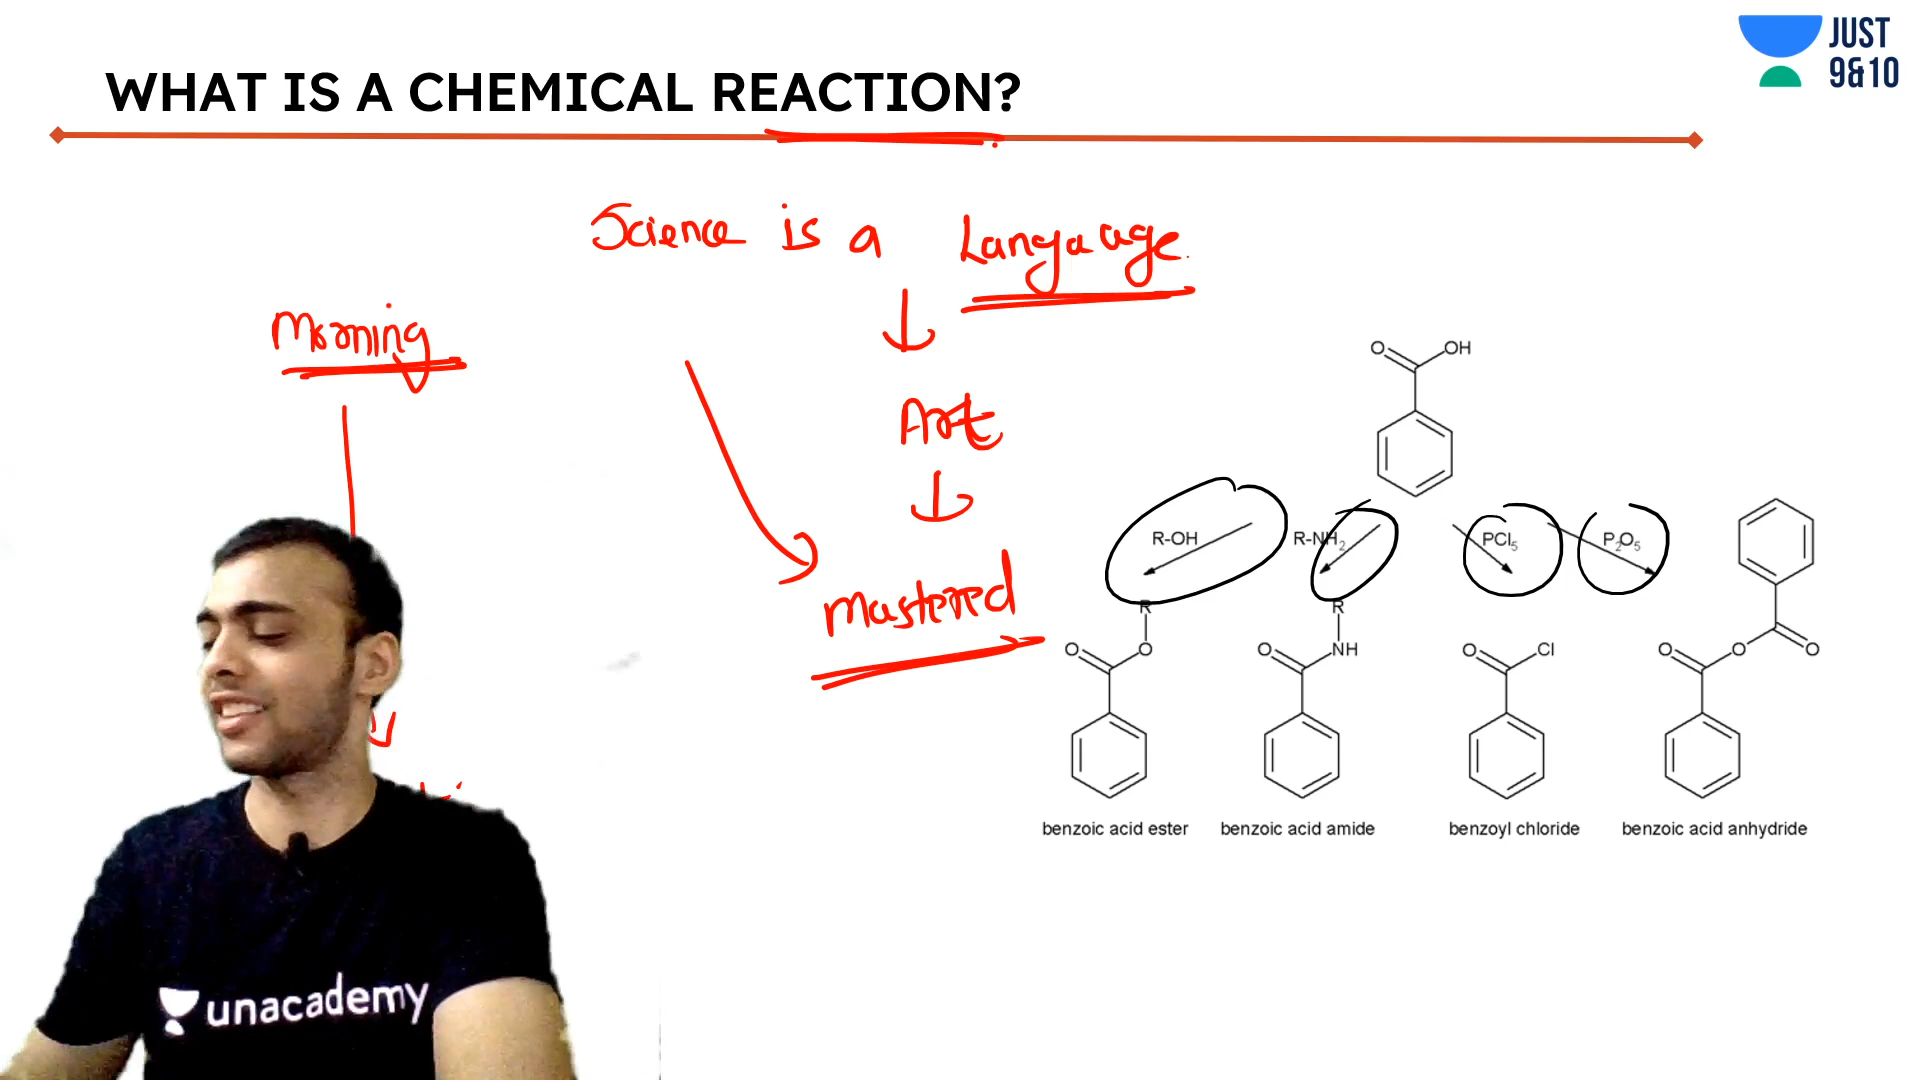 WHAT IS A CHEMICAL REACTION?
JUST
9&10
Science is a Langauage.
Morning
Art
Mastered
O OH
R-OH R-NH2 PCl5 P2O5
R R
O O O NH O Cl O O O
benzoic acid ester benzoic acid amide benzoyl chloride benzoic acid anhydride
unacademy